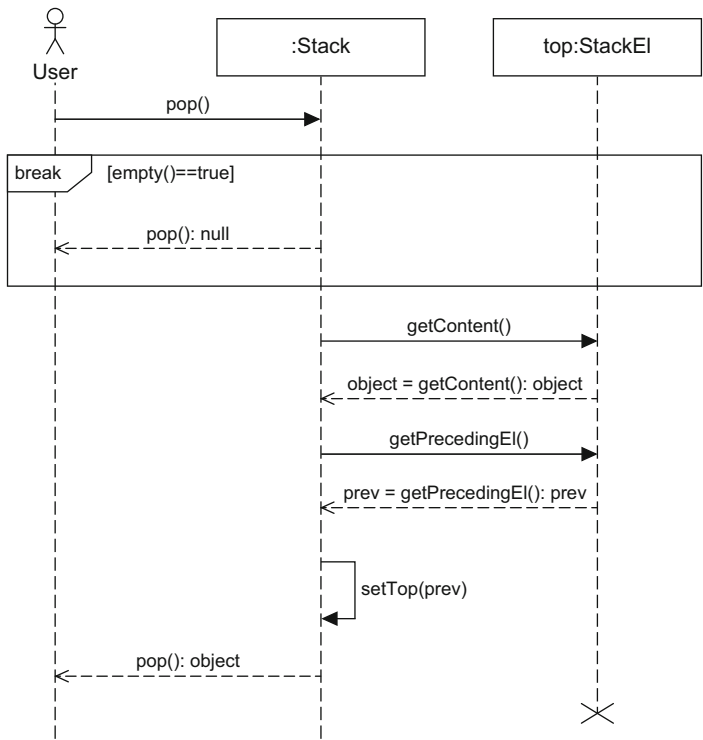 User
:Stack
top:StackEl
pop()
break
[empty()==true]
pop(): null
getContent()
object = getContent(): object
getPrecedingEl()
prev = getPrecedingEl(): prev
setTop(prev)
pop(): object